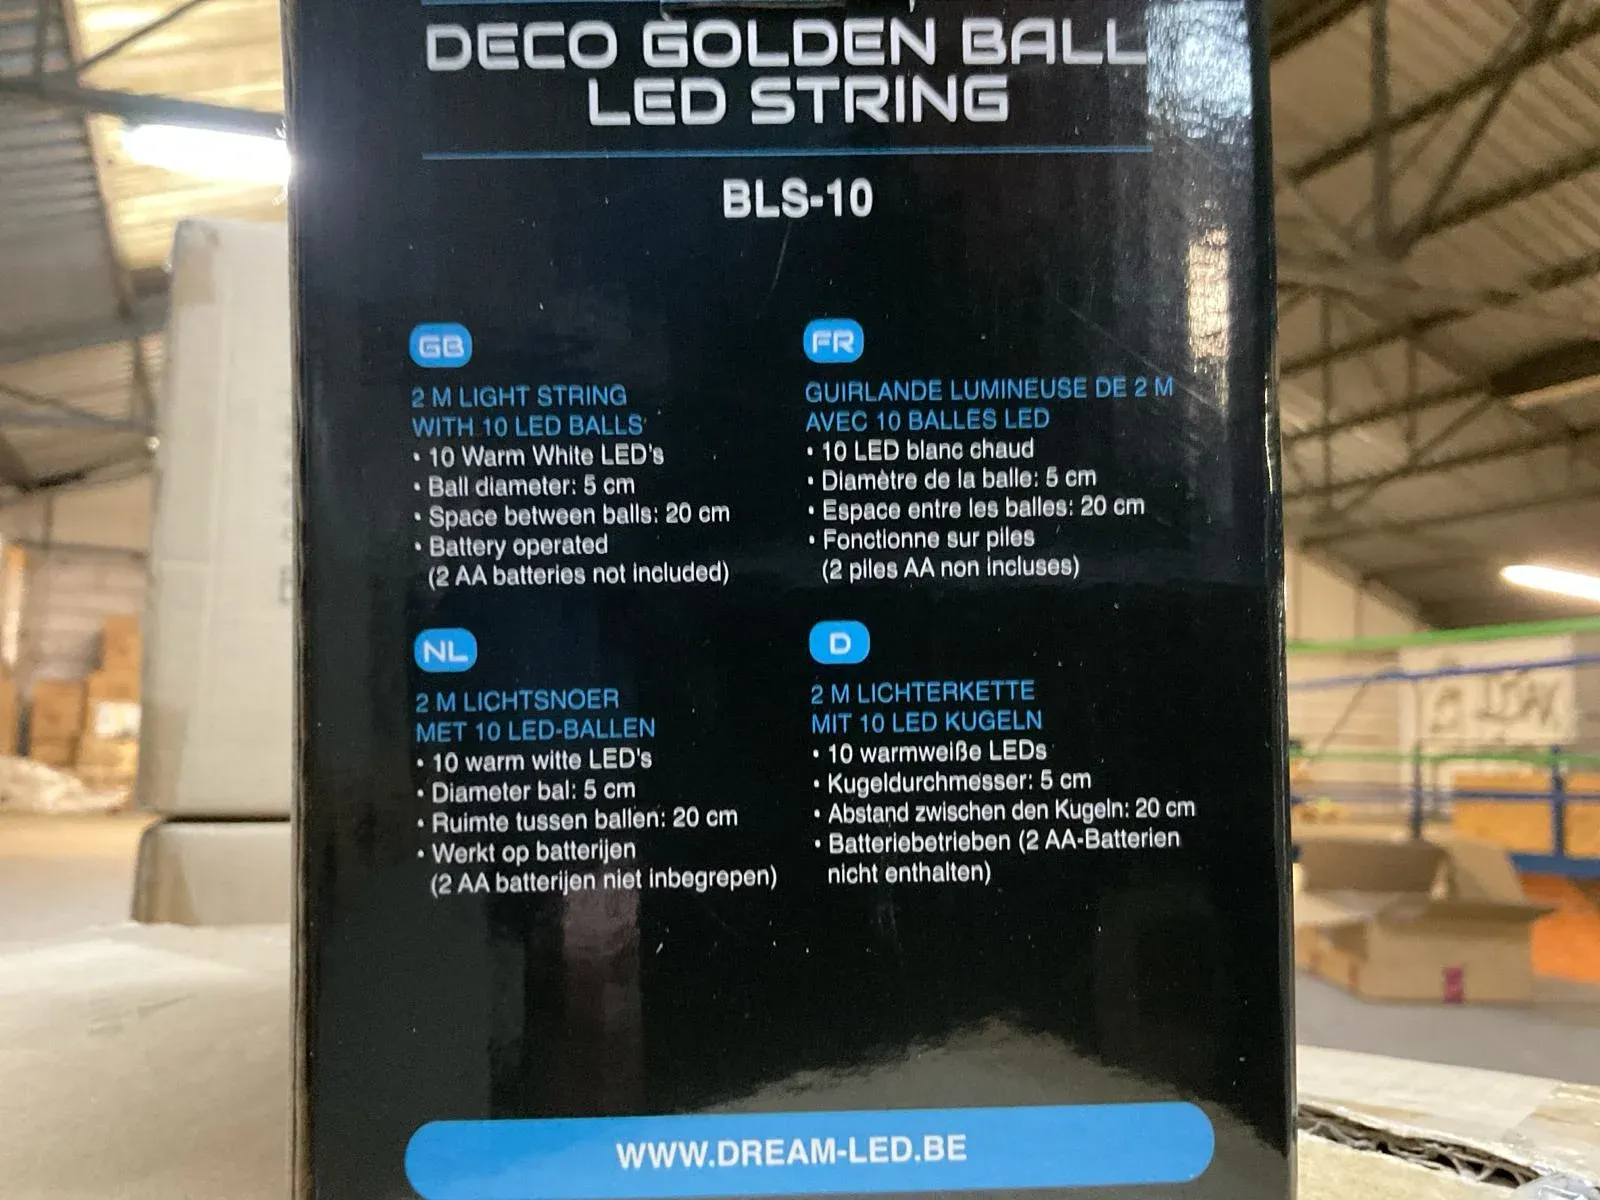 DECO GOLDEN BALL
LED STRING
BLS-10
GB
2 M LIGHT STRING
WITH 10 LED BALLS
• 10 Warm White LED's
• Ball diameter: 5 cm
• Space between balls: 20 cm
• Battery operated
(2 AA batteries not included)
FR
GUIRLANDE LUMINEUSE DE 2 M
AVEC 10 BALLES LED
• 10 LED blanc chaud
• Diamètre de la balle: 5 cm
• Espace entre les balles: 20 cm
• Fonctionne sur piles
(2 piles AA non incluses)
NL
2 M LICHTSNOER
MET 10 LED-BALLEN
• 10 warm witte LED's
• Diameter bal: 5 cm
• Ruimte tussen ballen: 20 cm
• Werkt op batterijen
(2 AA batterijen niet inbegrepen)
D
2 M LICHTERKETTE
MIT 10 LED KUGELN
• 10 warmweiße LEDs
• Kugeldurchmesser: 5 cm
• Abstand zwischen den Kugeln: 20 cm
• Batteriebetrieben (2 AA-Batterien
nicht enthalten)
WWW.DREAM-LED.BE